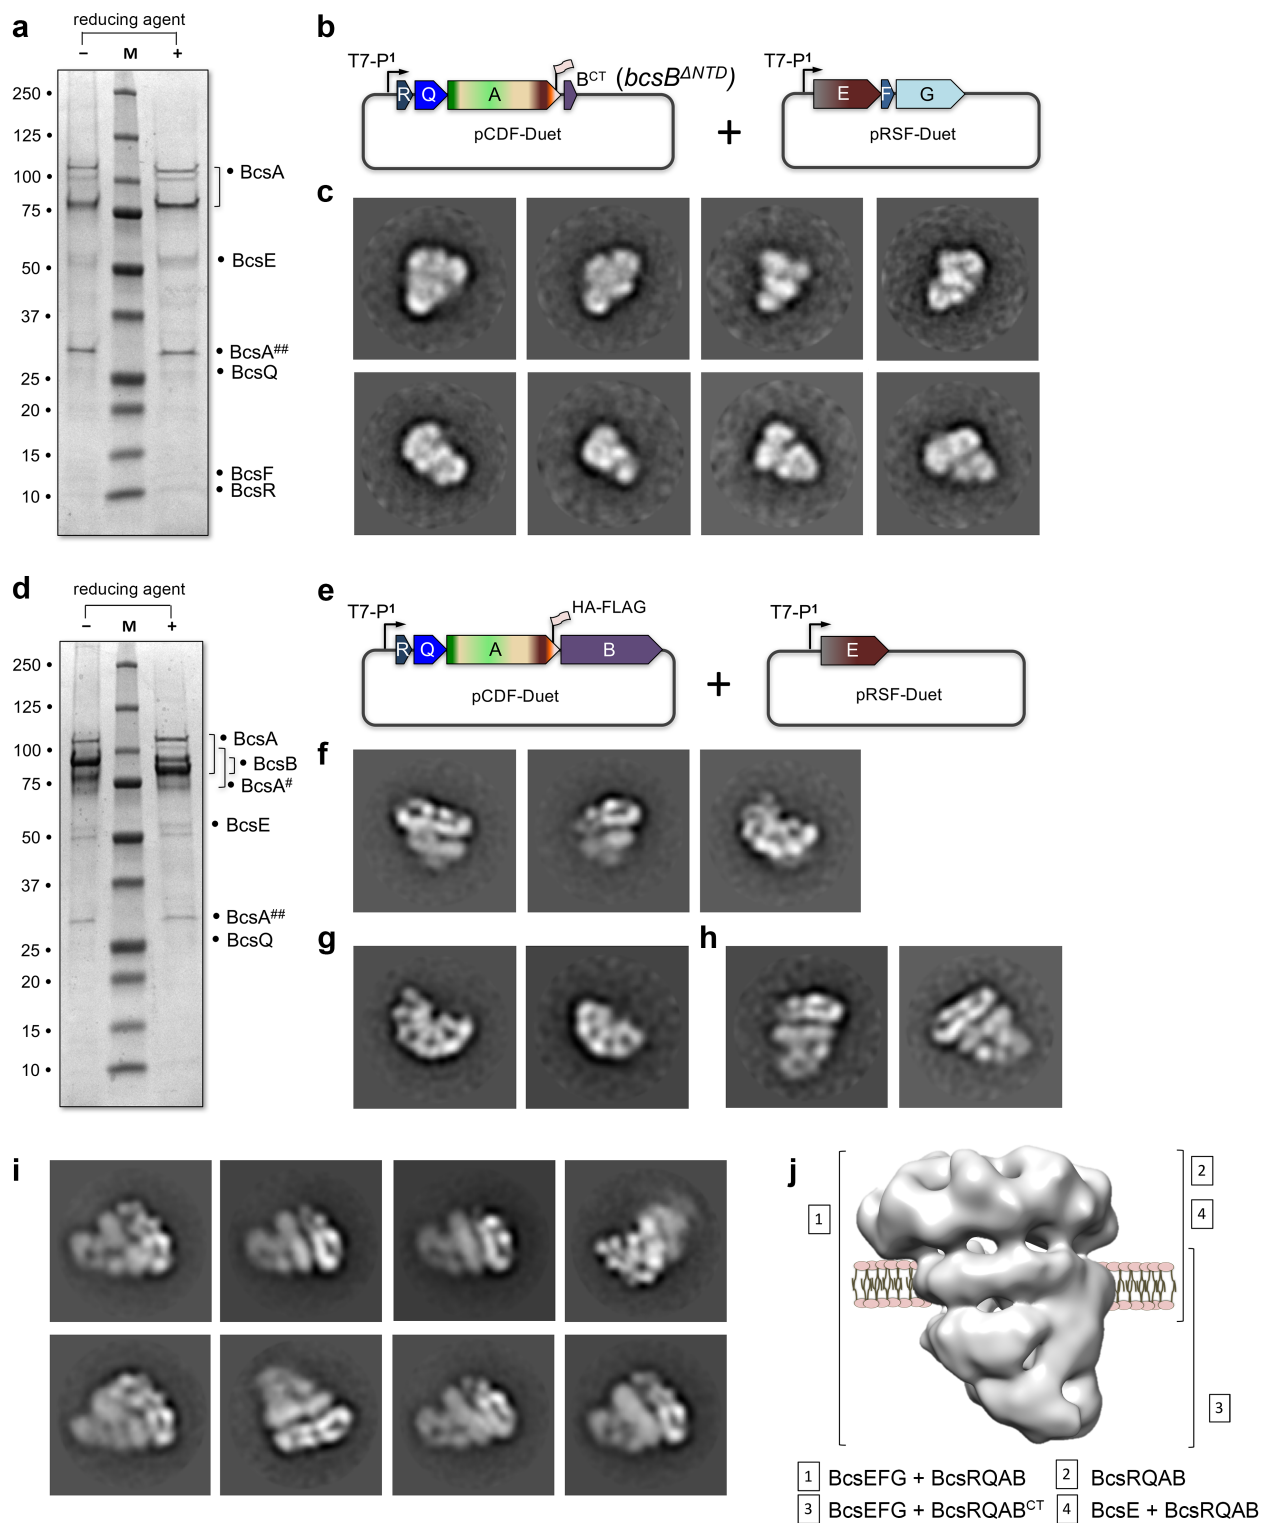 a
reducing agent
– M +
250
125
100
75
50
37
25
20
15
10
BcsA
BcsE
BcsA##
BcsQ
BcsF
BcsR
b
T7-P1
R Q A
BCT (bcsBΔNTD)
pCDF-Duet
+
T7-P1
E F G
pRSF-Duet
c
d
reducing agent
– M +
250
125
100
75
50
37
25
20
15
10
BcsA
BcsB
BcsA#
BcsE
BcsA##
BcsQ
e
T7-P1
HA-FLAG
R Q A B
pCDF-Duet
+
T7-P1
E
pRSF-Duet
f
g
h
i
j
1
2
4
3
1 BcsEFG + BcsRQAB
2 BcsRQAB
3 BcsEFG + BcsRQABCT
4 BcsE + BcsRQAB